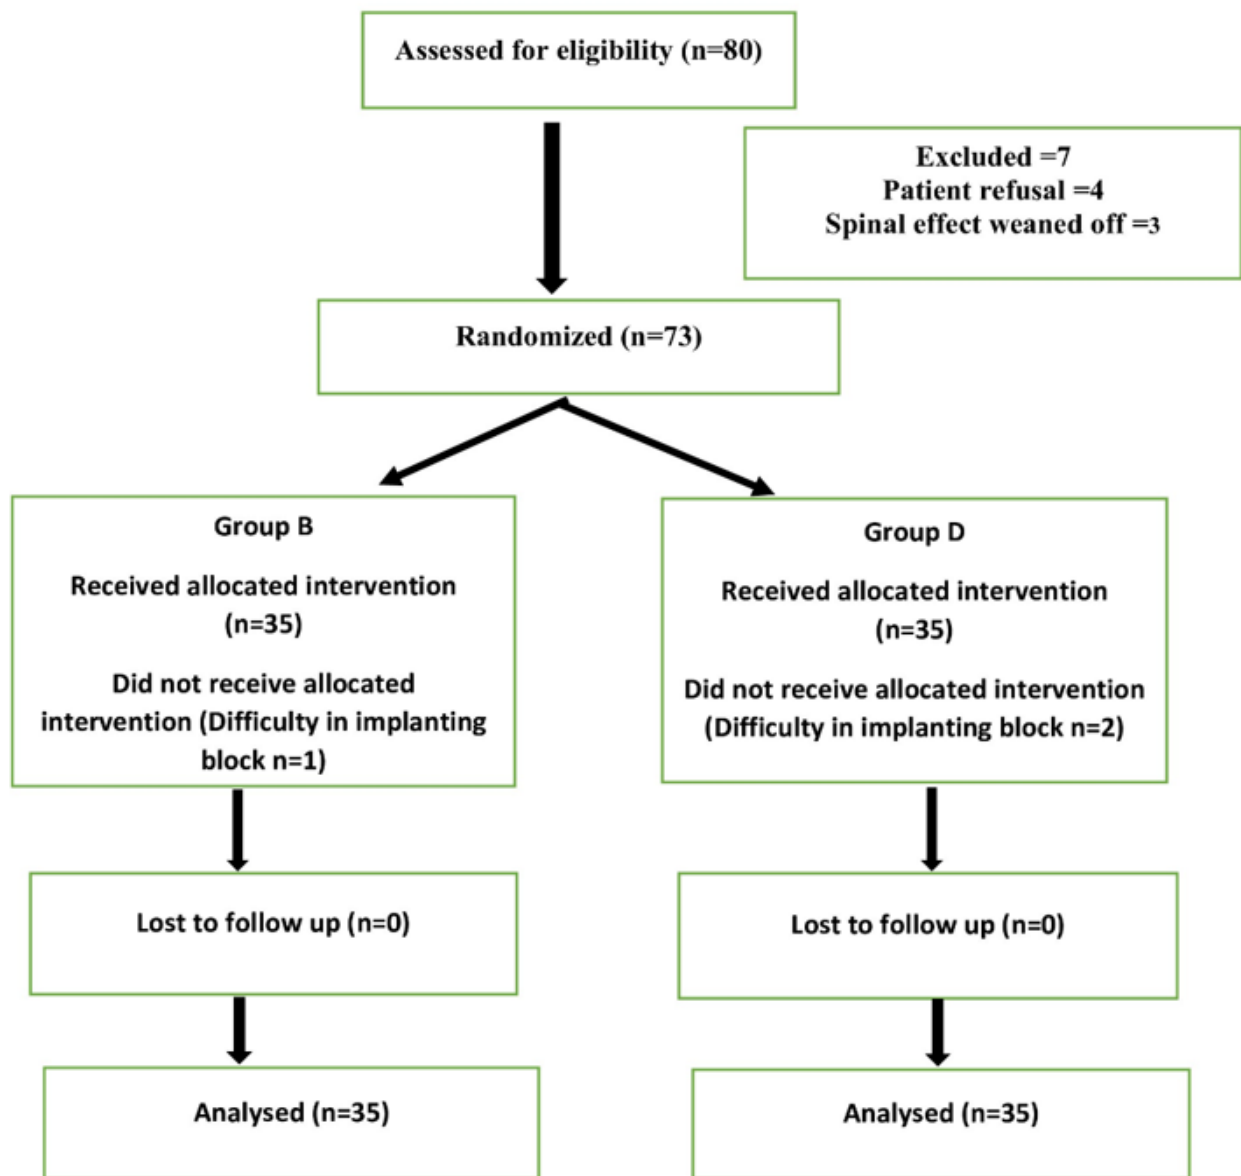 Assessed for eligibility (n=80)
Excluded =7
Patient refusal =4
Spinal effect weaned off =3
Randomized (n=73)
Group B
Received allocated intervention
(n=35)
Did not receive allocated
intervention (Difficulty in implanting
block n=1)
Group D
Received allocated intervention
(n=35)
Did not receive allocated intervention
(Difficulty in implanting block n=2)
Lost to follow up (n=0)
Lost to follow up (n=0)
Analysed (n=35)
Analysed (n=35)